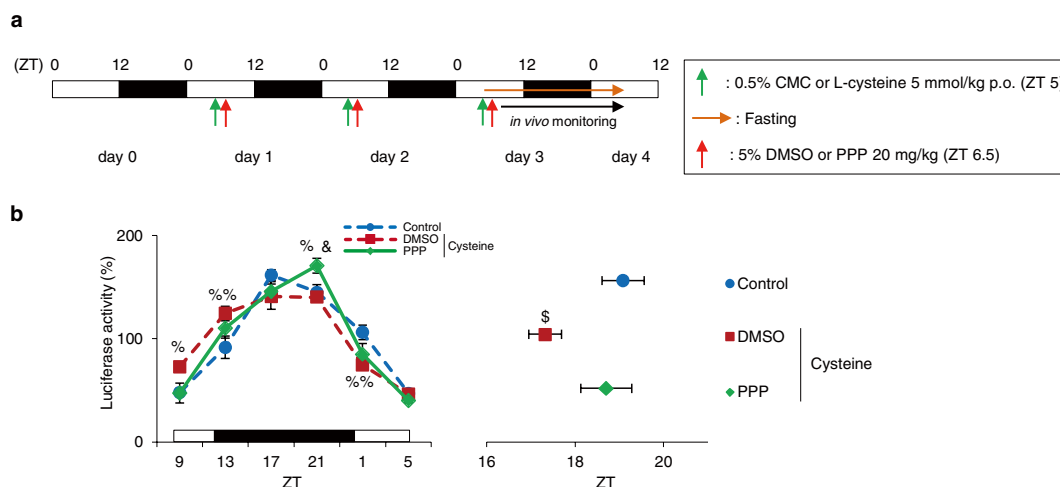 a
(ZT) 0 12 0 12 0 12 0 12 0 12
: 0.5% CMC or L-cysteine 5 mmol/kg p.o. (ZT 5)
: Fasting
: 5% DMSO or PPP 20 mg/kg (ZT 6.5)
in vivo monitoring
day 0 day 1 day 2 day 3 day 4
b
Luciferase activity (%)
200
100
0
Control
DMSO
PPP
Cysteine
% &
%%
%
%%
9 13 17 21 1 5
ZT
$
16 18 20
ZT
Control
DMSO
PPP
Cysteine